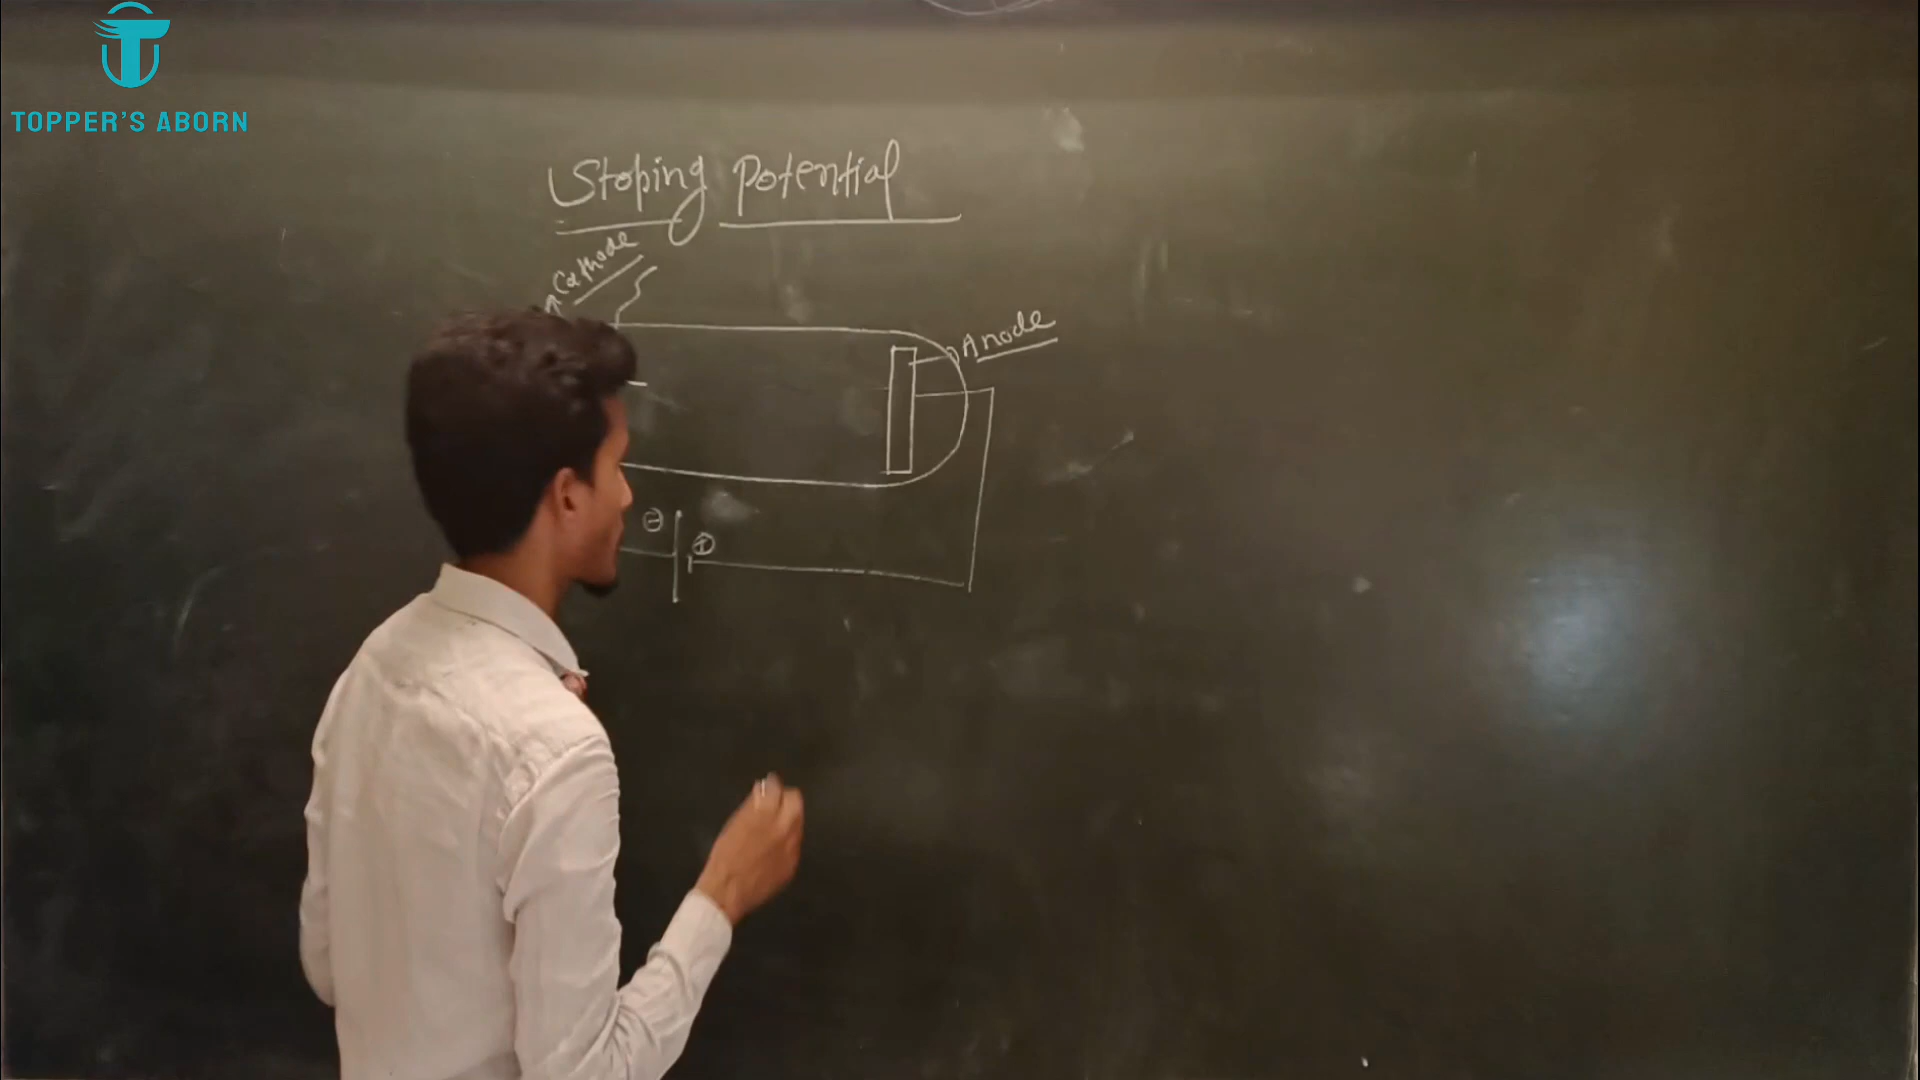 TOPPER'S ABORN
Stoping Potential
Cathode
Anode
⊖
⊕